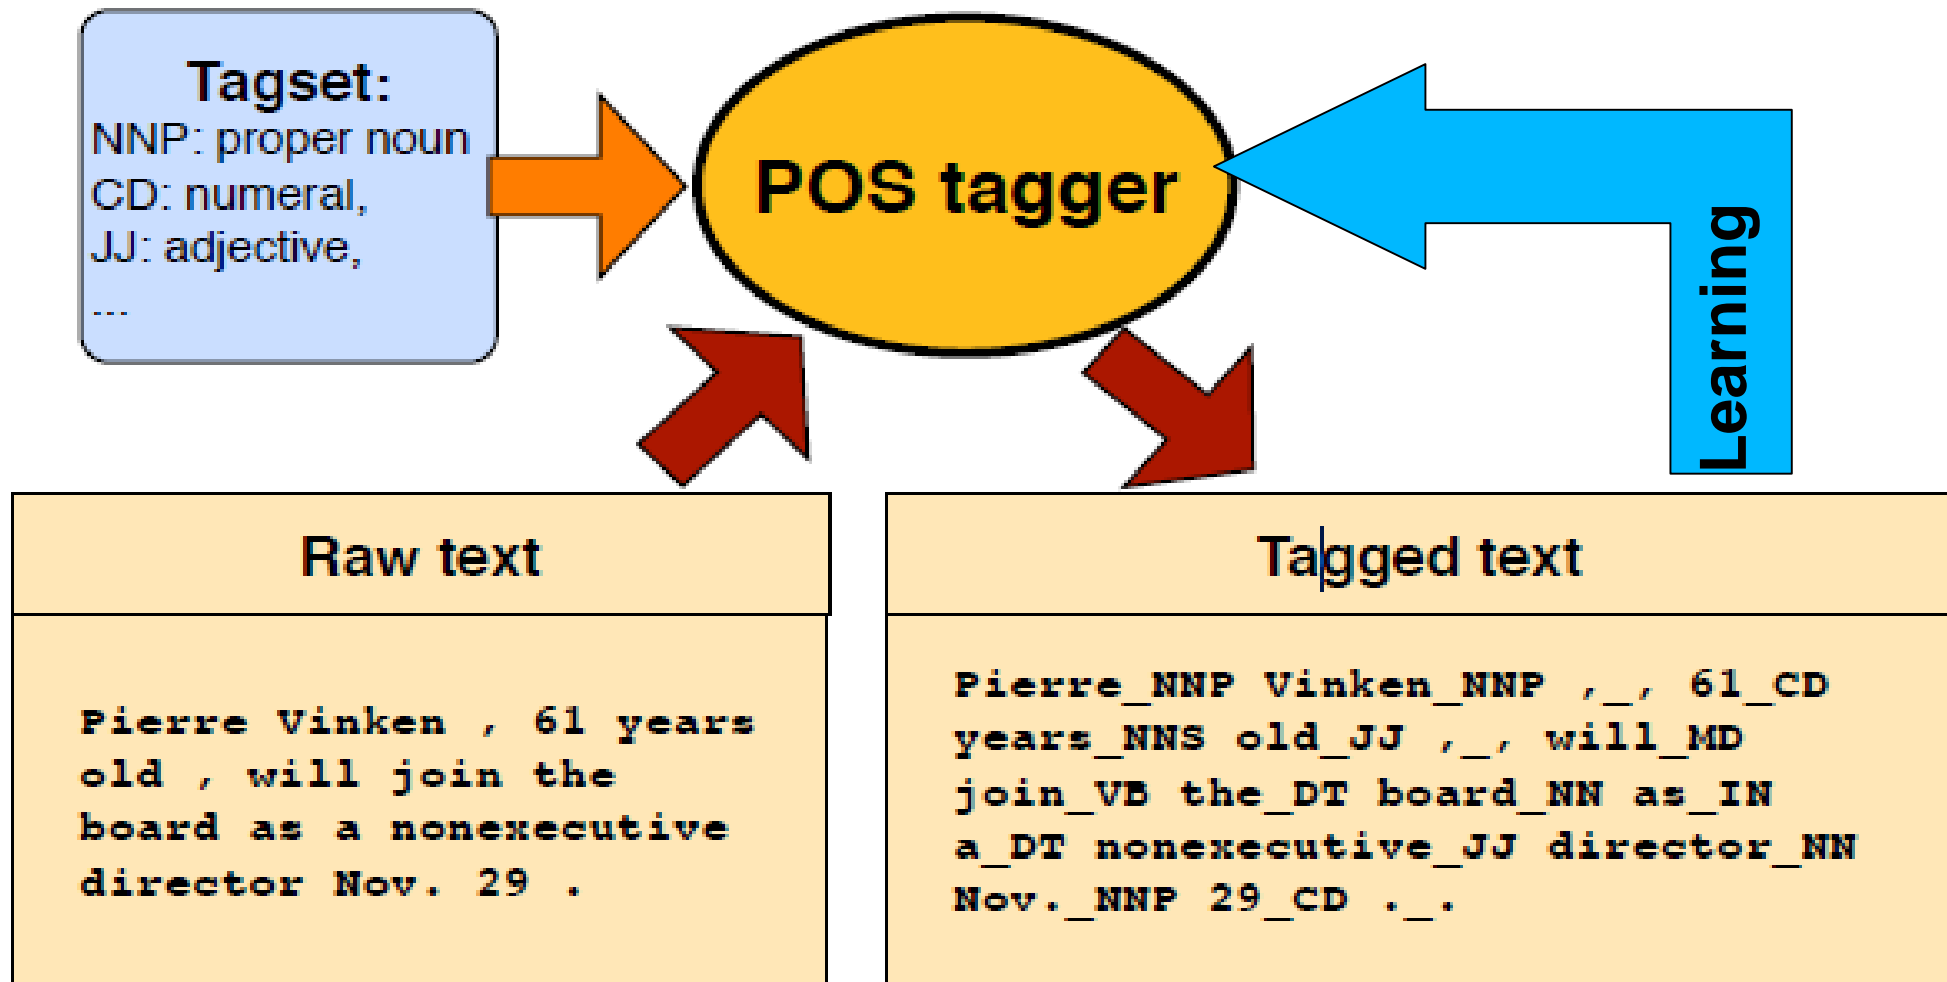 Tagset:
NNP: proper noun
CD: numeral,
JJ: adjective,
...
POS tagger
Learning
Raw text
Pierre Vinken , 61 years
old , will join the
board as a nonexecutive
director Nov. 29 .
Tagged text
Pierre_NNP Vinken_NNP ,_, 61_CD
years_NNS old_JJ ,_, will_MD
join_VB the_DT board_NN as_IN
a_DT nonexecutive_JJ director_NN
Nov._NNP 29_CD ._.